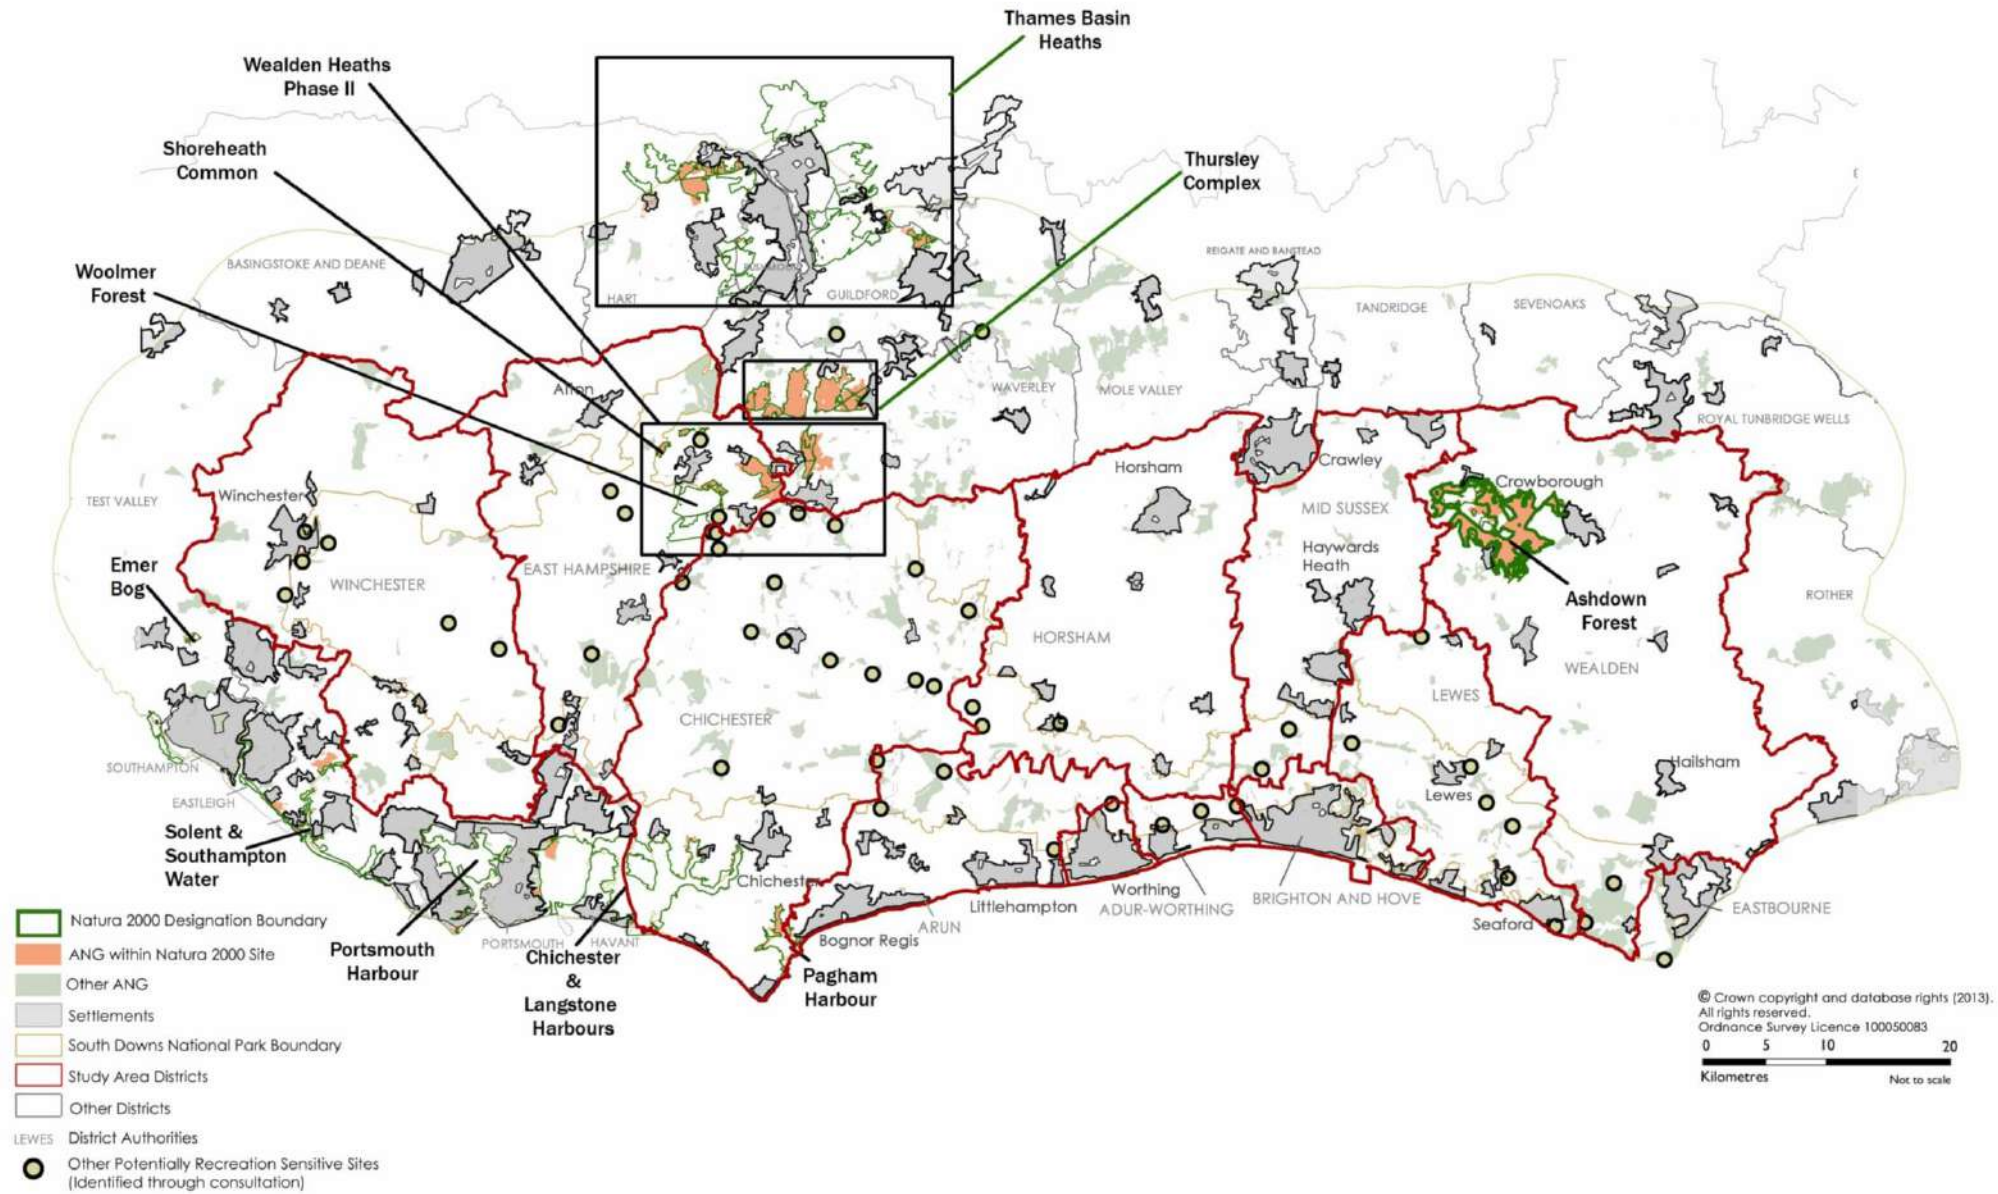 Thames Basin
Heaths
Wealden Heaths
Phase II
Shoreheath
Common
Thursley
Complex
Woolmer
Forest
BASINGSTOKE AND DEANE
REIGATE AND BANSTEAD
HART
GUILDFORD
TANDRIDGE
SEVENOAKS
Alton
WAVERLEY
MOLE VALLEY
ROYAL TUNBRIDGE WELLS
TEST VALLEY
Winchester
Horsham
Crawley
Crowborough
MID SUSSEX
Haywards
Heath
Emer
Bog
WINCHESTER
EAST HAMPSHIRE
Ashdown
Forest
ROTHER
HORSHAM
WEALDEN
LEWES
CHICHESTER
SOUTHAMPTON
EASTLEIGH
Hailsham
Lewes
Solent &
Southampton
Water
Chichester
Littlehampton
Worthing
ADUR-WORTHING
BRIGHTON AND HOVE
EASTBOURNE
Seaford
ARUN
Bognor Regis
PORTSMOUTH
HAVANT
Portsmouth
Harbour
Chichester
&
Langstone
Harbours
Pagham
Harbour
Natura 2000 Designation Boundary
ANG within Natura 2000 Site
Other ANG
Settlements
South Downs National Park Boundary
Study Area Districts
Other Districts
LEWES District Authorities
Other Potentially Recreation Sensitive Sites
(Identified through consultation)
© Crown copyright and database rights (2013).
All rights reserved.
Ordnance Survey Licence 100050083
0 5 10 20
Kilometres
Not to scale